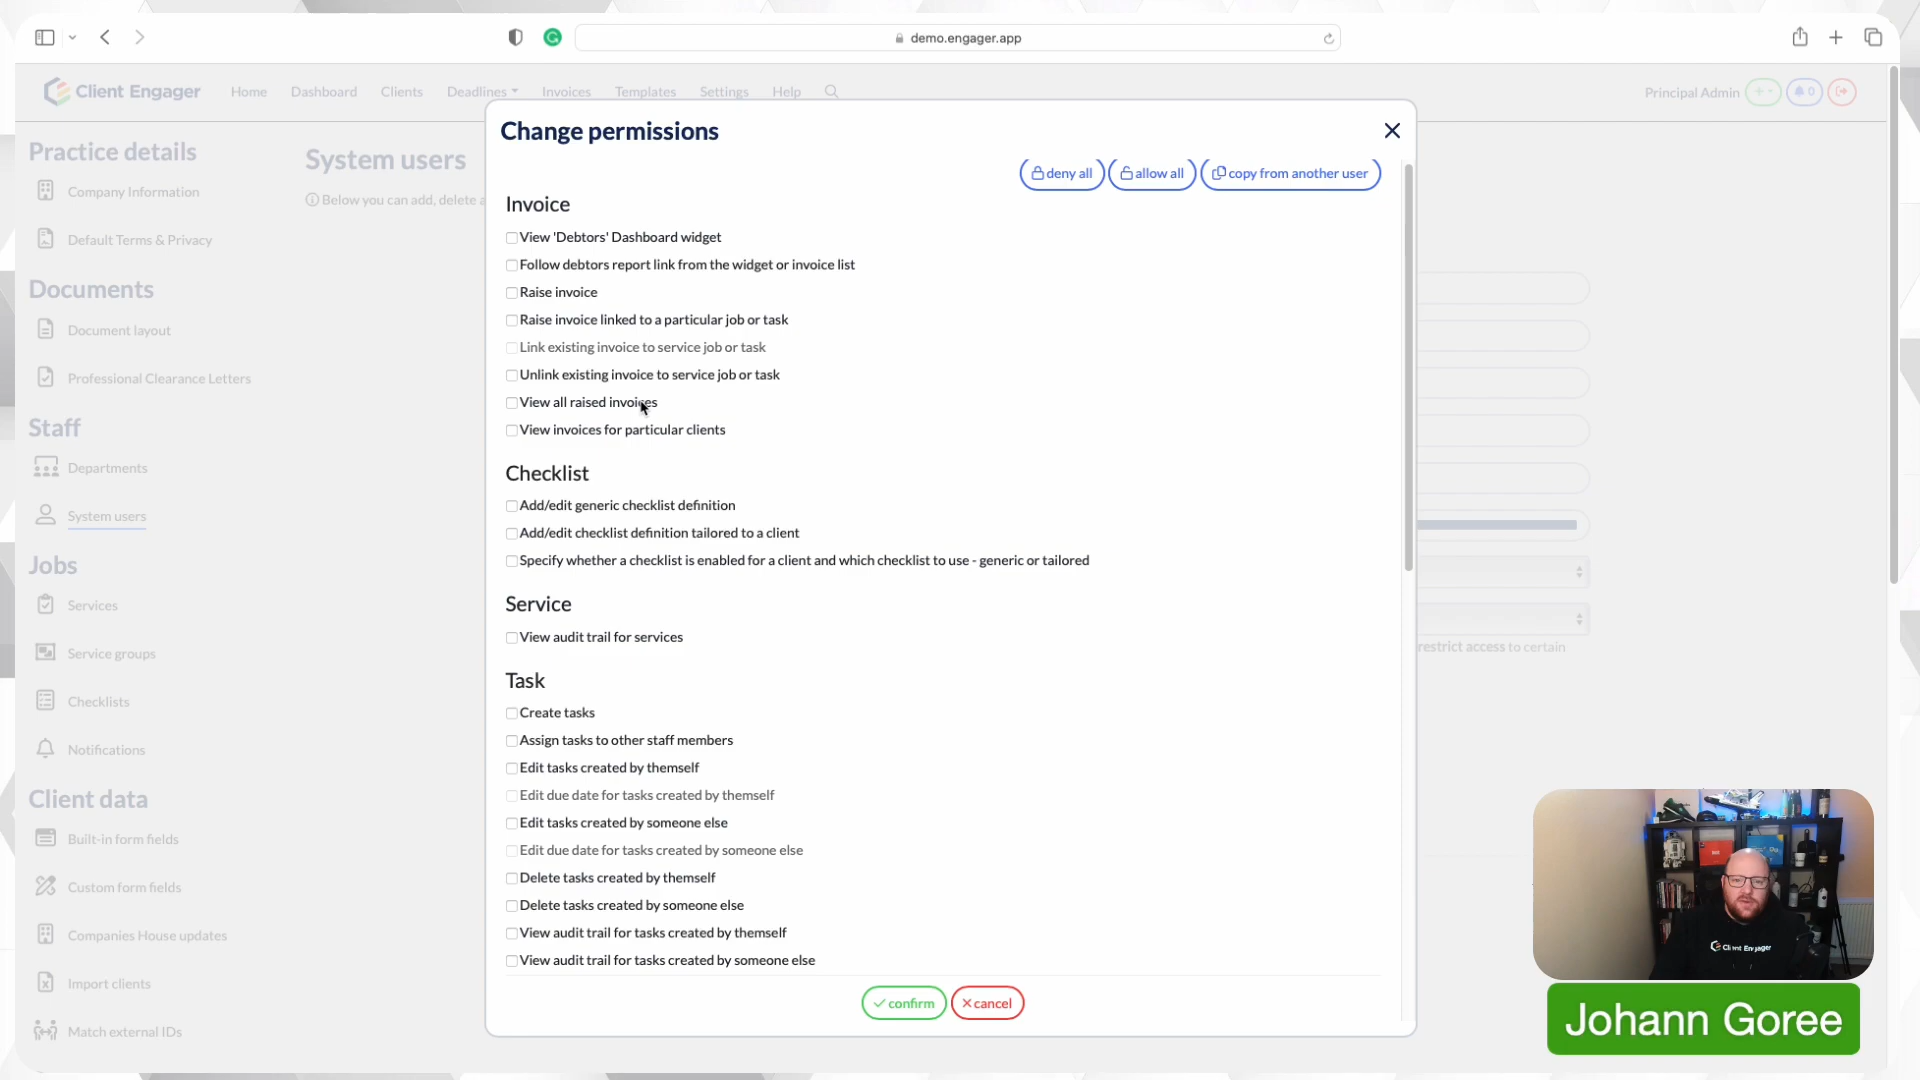 demo.engager.app
Client Engager
Home
Dashboard
Clients
Deadlines
Invoices
Templates
Settings
Help
Principal Admin
0
Practice details
Company Information
Default Terms & Privacy
Documents
Document layout
Professional Clearance Letters
Staff
Departments
System users
Jobs
Services
Service groups
Checklists
Notifications
Client data
Built-in form fields
Custom form fields
Companies House updates
Import clients
Match external IDs
System users
Below you can add, delete a
Change permissions
deny all
allow all
copy from another user
Invoice
View 'Debtors' Dashboard widget
Follow debtors report link from the widget or invoice list
Raise invoice
Raise invoice linked to a particular job or task
Link existing invoice to service job or task
Unlink existing invoice to service job or task
View all raised invoices
View invoices for particular clients
Checklist
Add/edit generic checklist definition
Add/edit checklist definition tailored to a client
Specify whether a checklist is enabled for a client and which checklist to use - generic or tailored
Service
View audit trail for services
Task
Create tasks
Assign tasks to other staff members
Edit tasks created by themself
Edit due date for tasks created by themself
Edit tasks created by someone else
Edit due date for tasks created by someone else
Delete tasks created by themself
Delete tasks created by someone else
View audit trail for tasks created by themself
View audit trail for tasks created by someone else
confirm
cancel
restrict access to certain
Client Engager
Johann Goree